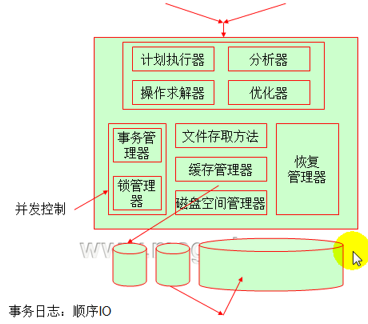 计划执行器 分析器
操作求解器 优化器
事务管
理器
文件存取方法
缓存管理器
恢复
管理器
锁管理
器
磁盘空间管理器
并发控制
事务日志：顺序IO